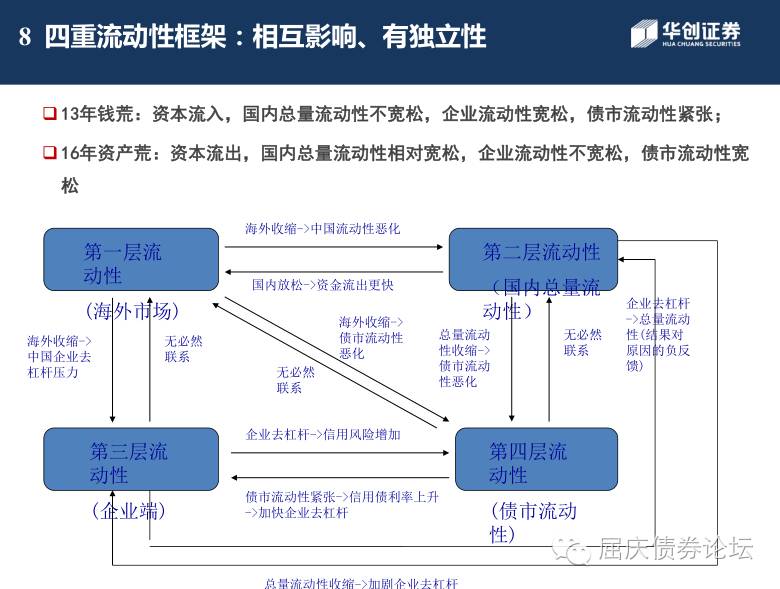 8 四重流动性框架：相互影响、有独立性
华创证券
HUA CHUANG SECURITIES
13年钱荒：资本流入，国内总量流动性不宽松，企业流动性宽松，债市流动性紧张；
16年资产荒：资本流出，国内总量流动性相对宽松，企业流动性不宽松，债市流动性宽
松
海外收缩->中国流动性恶化
第一层流
动性
(海外市场)
第二层流动性
（国内总量流
动性）
国内放松->资金流出更快
海外收缩->
中国企业去
杠杆压力
无必然
联系
海外收缩->
债市流动性
恶化
无必然
联系
总量流动
性收缩->
债市流动
性恶化
无必然
联系
企业去杠杆
->总量流动
性(结果对
原因的负反
馈)
企业去杠杆->信用风险增加
第三层流
动性
(企业端)
第四层流
动性
(债市流动
性)
债市流动性紧张->信用债利率上升
->加快企业去杠杆
屈庆债券论坛
总量流动性收缩->加剧企业去杠杆